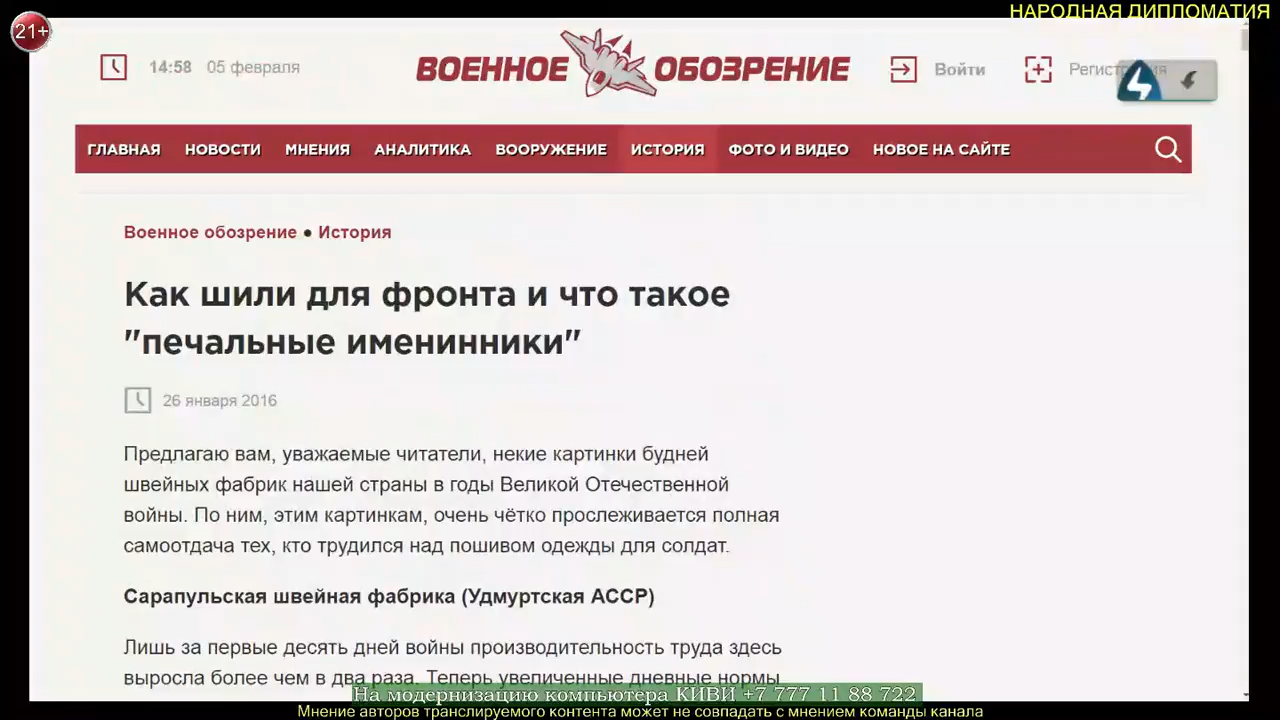 НАРОДНАЯ ДИПЛОМАТИЯ
21+
14:58 05 февраля
ВОЕННОЕ ОБОЗРЕНИЕ
Войти
ГЛАВНАЯ НОВОСТИ МНЕНИЯ АНАЛИТИКА ВООРУЖЕНИЕ ИСТОРИЯ ФОТО И ВИДЕО НОВОЕ НА САЙТЕ
Военное обозрение ● История
Как шили для фронта и что такое
"печальные именинники"
26 января 2016
Предлагаю вам, уважаемые читатели, некие картинки будней
швейных фабрик нашей страны в годы Великой Отечественной
войны. По ним, этим картинкам, очень чётко прослеживается полная
самоотдача тех, кто трудился над пошивом одежды для солдат.
Сарапульская швейная фабрика (Удмуртская АССР)
Лишь за первые десять дней войны производительность труда здесь
выросла более чем в два раза. Теперь увеличенные дневные нормы
На модернизацию компьютера КИВИ +7 777 11 88 722
Мнение авторов транслируемого контента может не совпадать с мнением команды канала